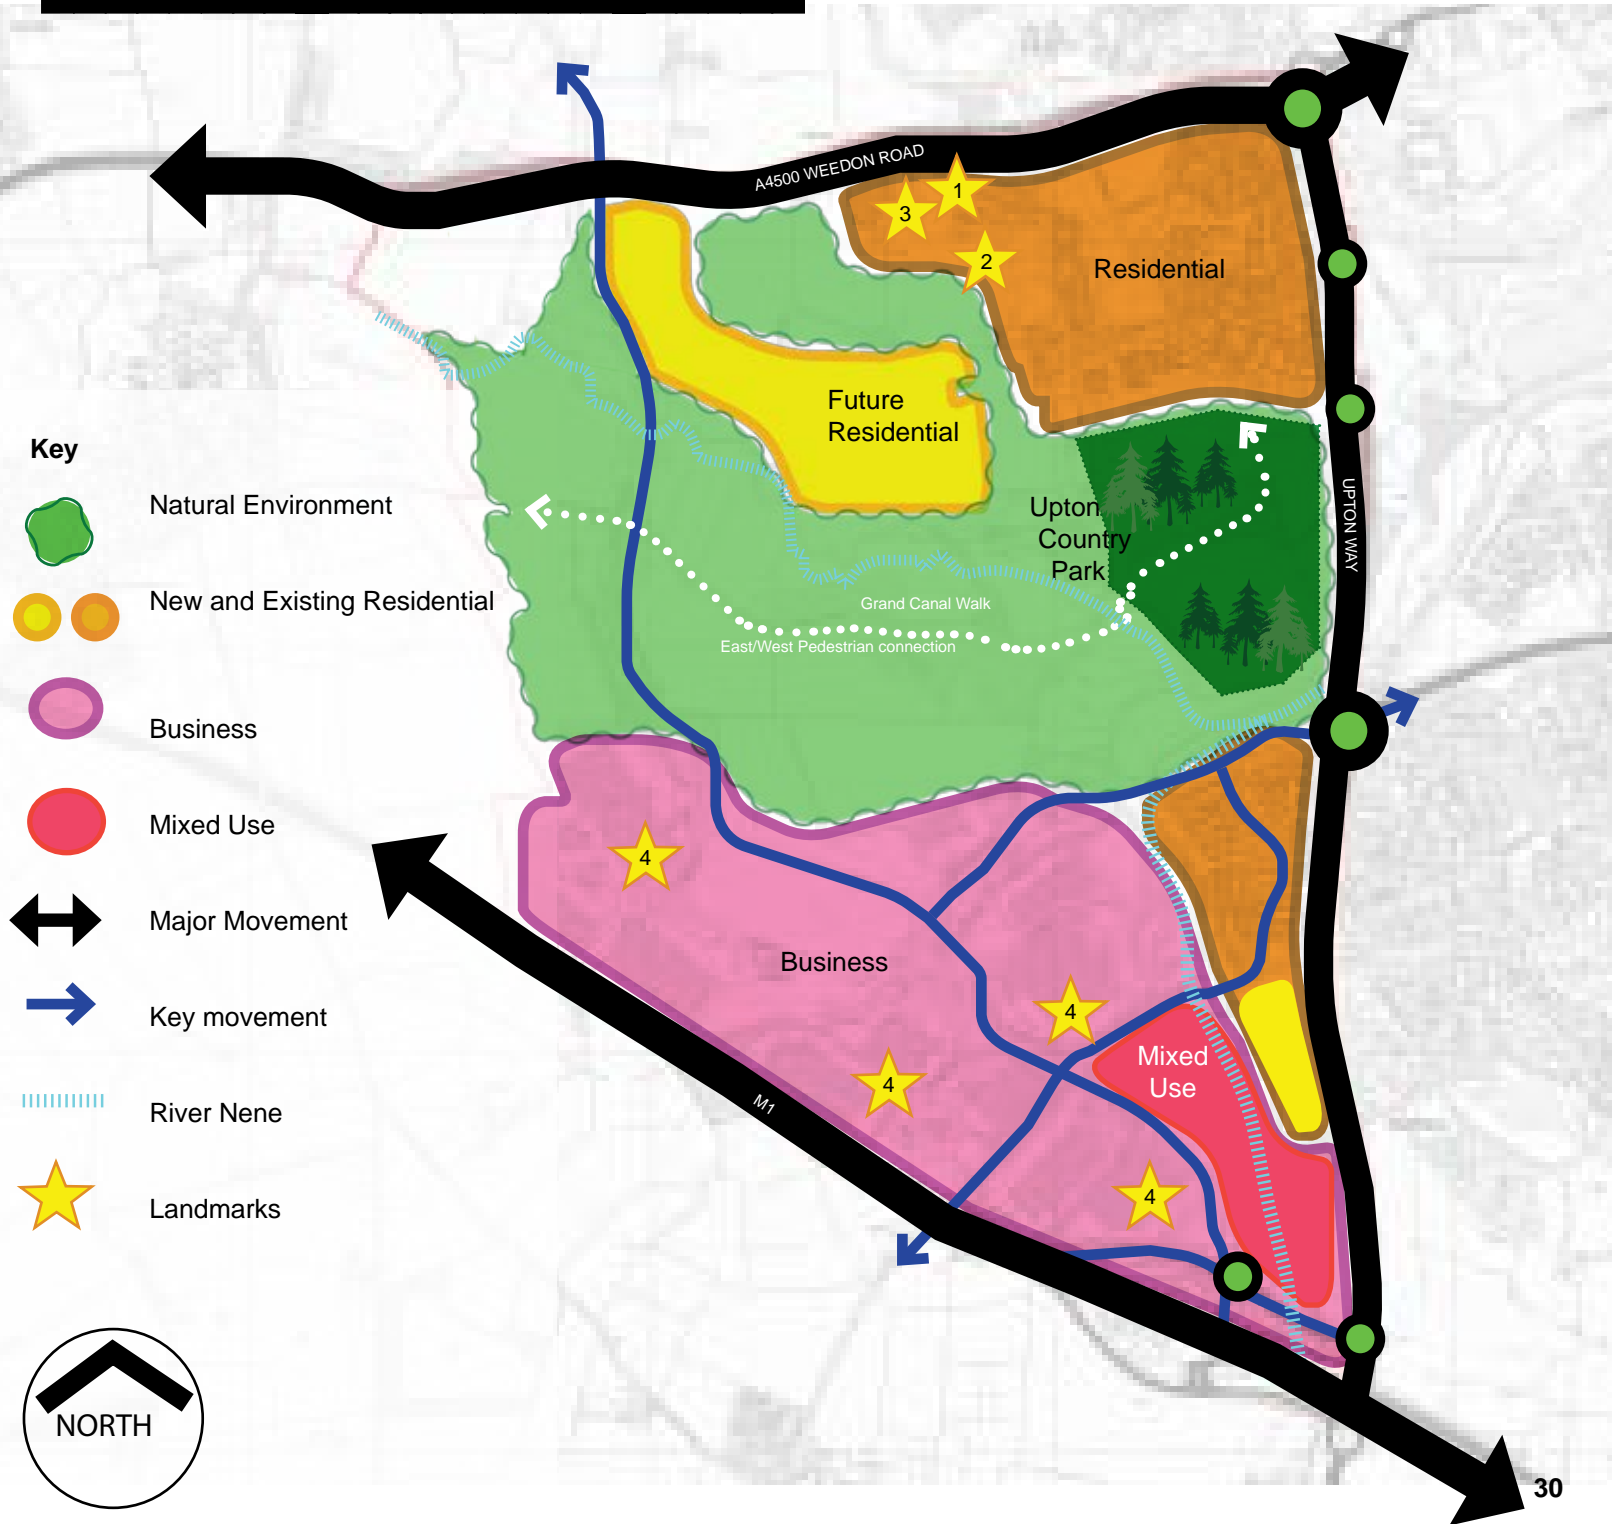 A4500 WEEDON ROAD
1
3
2
Residential
Future
Residential
Key
Natural Environment
New and Existing Residential
Business
Mixed Use
Major Movement
Key movement
River Nene
Landmarks
Upton
Country
Park
UPTON WAY
Grand Canal Walk
East/West Pedestrian connection
4
Business
4
4
Mixed
Use
M1
4
NORTH
30